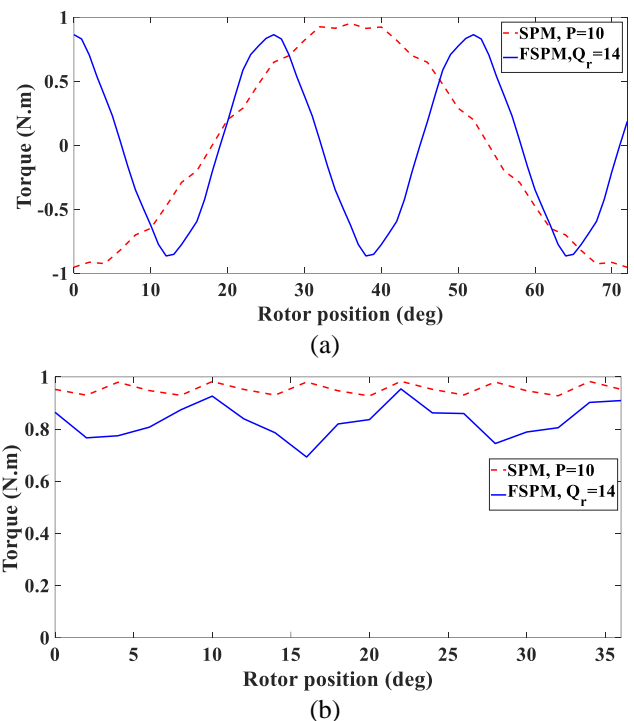 1
0.5
0
-0.5
-1
Torque (N.m)
SPM, P=10
FSPM,Qr=14
0 10 20 30 40 50 60 70
Rotor position (deg)
(a)
1
0.8
0.6
0.4
0.2
0
Torque (N.m)
SPM, P=10
FSPM, Qr=14
0 5 10 15 20 25 30 35
Rotor position (deg)
(b)